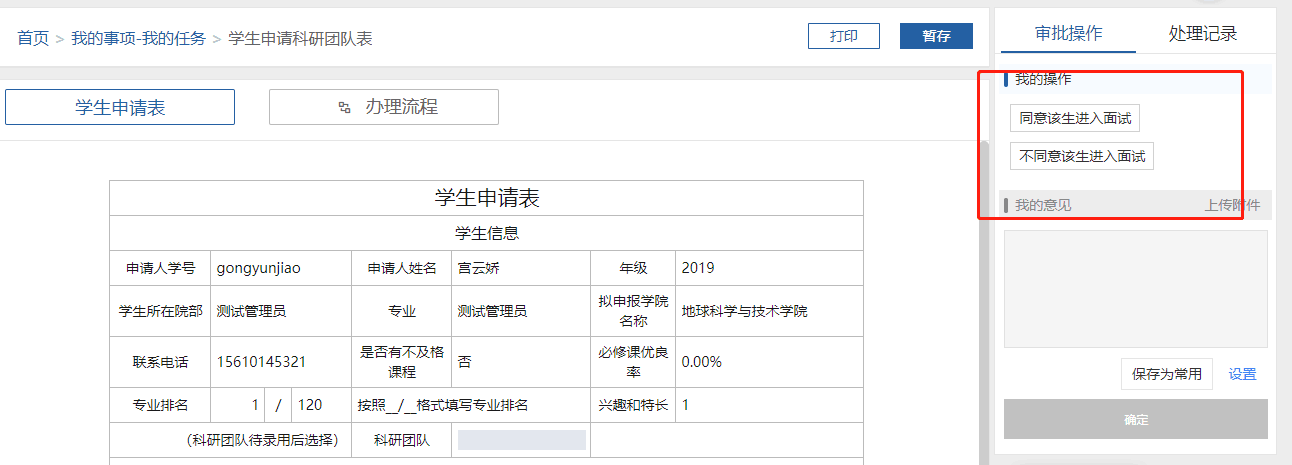 首页 > 我的事项-我的任务 > 学生申请科研团队表
打印
暂存
学生申请表
办理流程
学生申请表
学生信息
申请人学号 gongyunjiao 申请人姓名 宫云娇 年级 2019
学生所在院部 测试管理员 专业 测试管理员 拟申报学院
名称 地球科学与技术学院
联系电话 15610145321 是否有不及格
课程 否 必修课优良
率 0.00%
专业排名 1 / 120 按照__/__格式填写专业排名 兴趣和特长 1
（科研团队待录用后选择） 科研团队
审批操作 处理记录
我的操作
同意该生进入面试
不同意该生进入面试
我的意见 上传附件
保存为常用 设置
确定